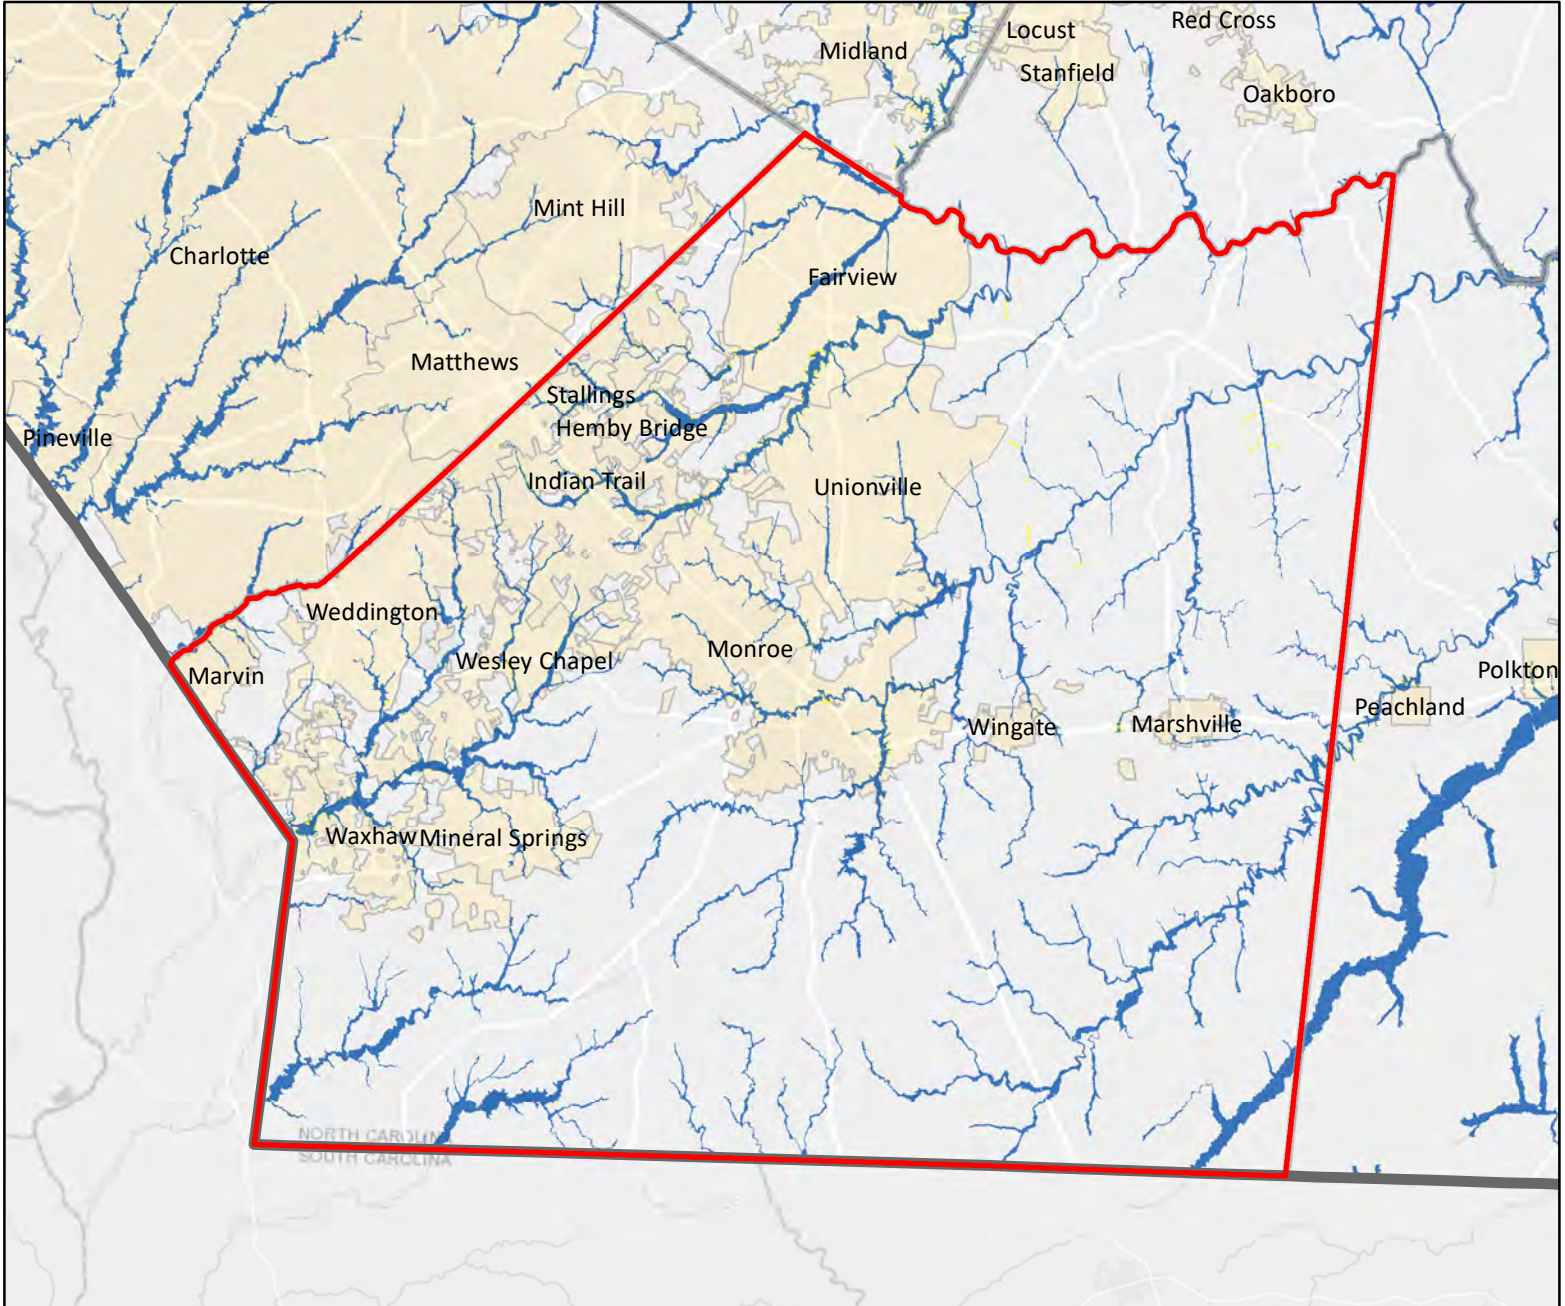 Red Cross
Locust
Midland
Stanfield
Oakboro
Mint Hill
Charlotte
Fairview
Matthews
Stallings
Hemby Bridge
Pineville
Indian Trail
Unionville
Weddington
Monroe
Wesley Chapel
Marvin
Polkton
Peachland
Wingate
Marshville
Waxhaw
Mineral Springs
NORTH CAROLINA
SOUTH CAROLINA